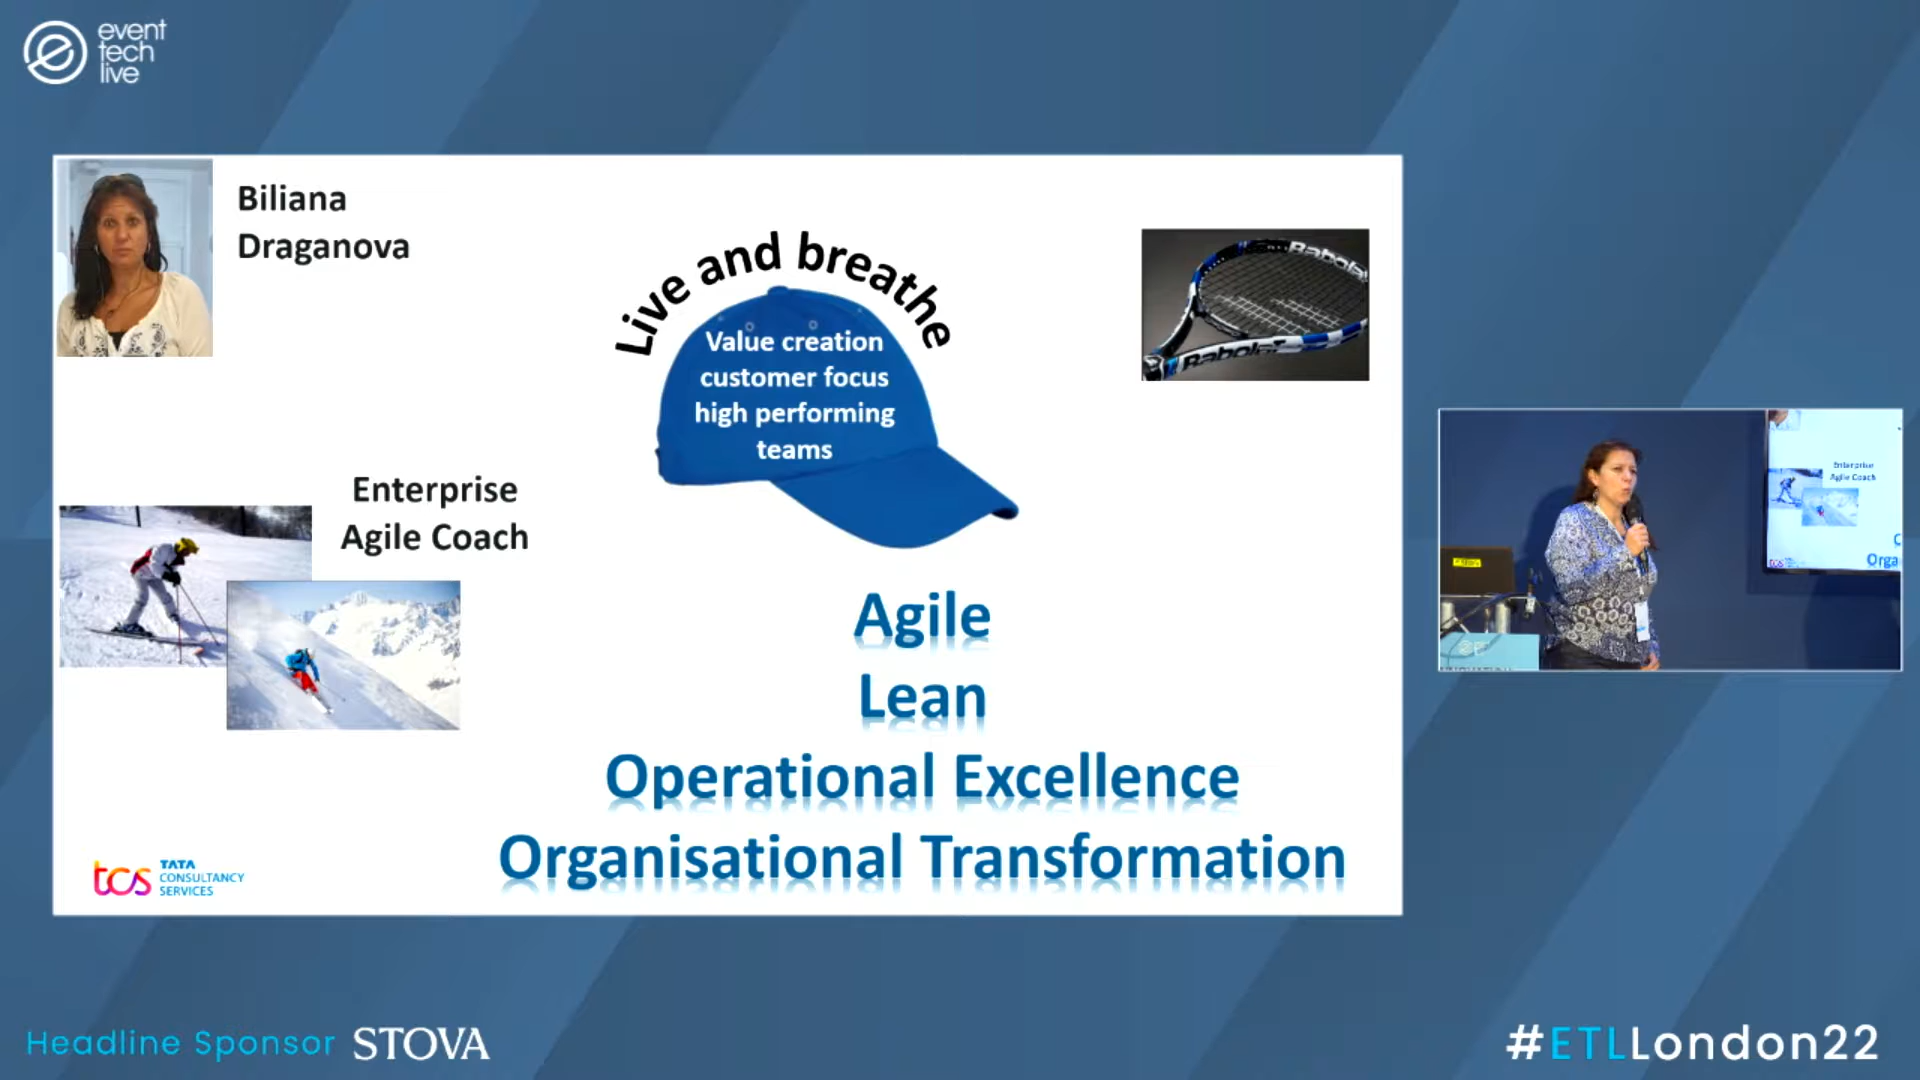 event
tech
live
Biliana
Draganova
Live and breathe
Value creation
customer focus
high performing
teams
Babolat
Babolat
Enterprise
Agile Coach
Agile
Lean
Operational Excellence
Organisational Transformation
tcs TATA
CONSULTANCY
SERVICES
Enterprise
Agile Coach
Orga
tcs
Headline Sponsor STOVA
#ETLLondon22